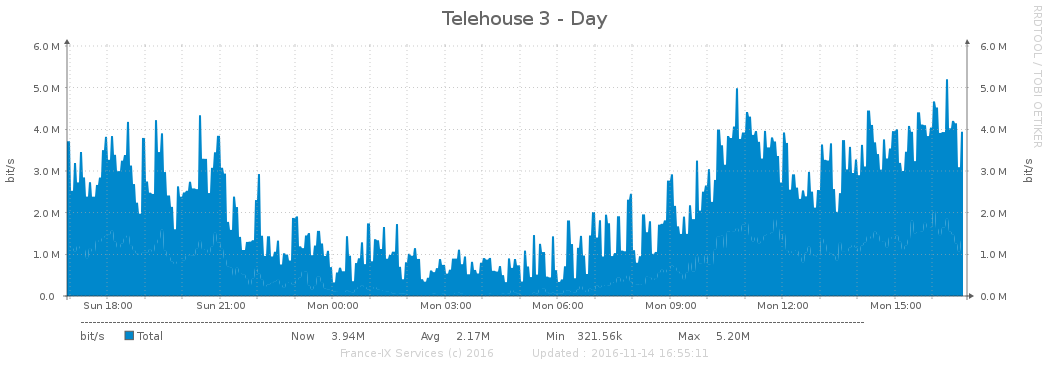 Telehouse 3 - Day
RRDTOOL / TOBI OETIKER
bit/s
6.0 M
5.0 M
4.0 M
3.0 M
2.0 M
1.0 M
0.0
6.0 M
5.0 M
4.0 M
3.0 M
2.0 M
1.0 M
0.0 M
bit/s
Sun 18:00 Sun 21:00 Mon 00:00 Mon 03:00 Mon 06:00 Mon 09:00 Mon 12:00 Mon 15:00
bit/s Total Now 3.94M Avg 2.17M Min 321.56k Max 5.20M
France-IX Services (c) 2016 Updated : 2016-11-14 16:55:11